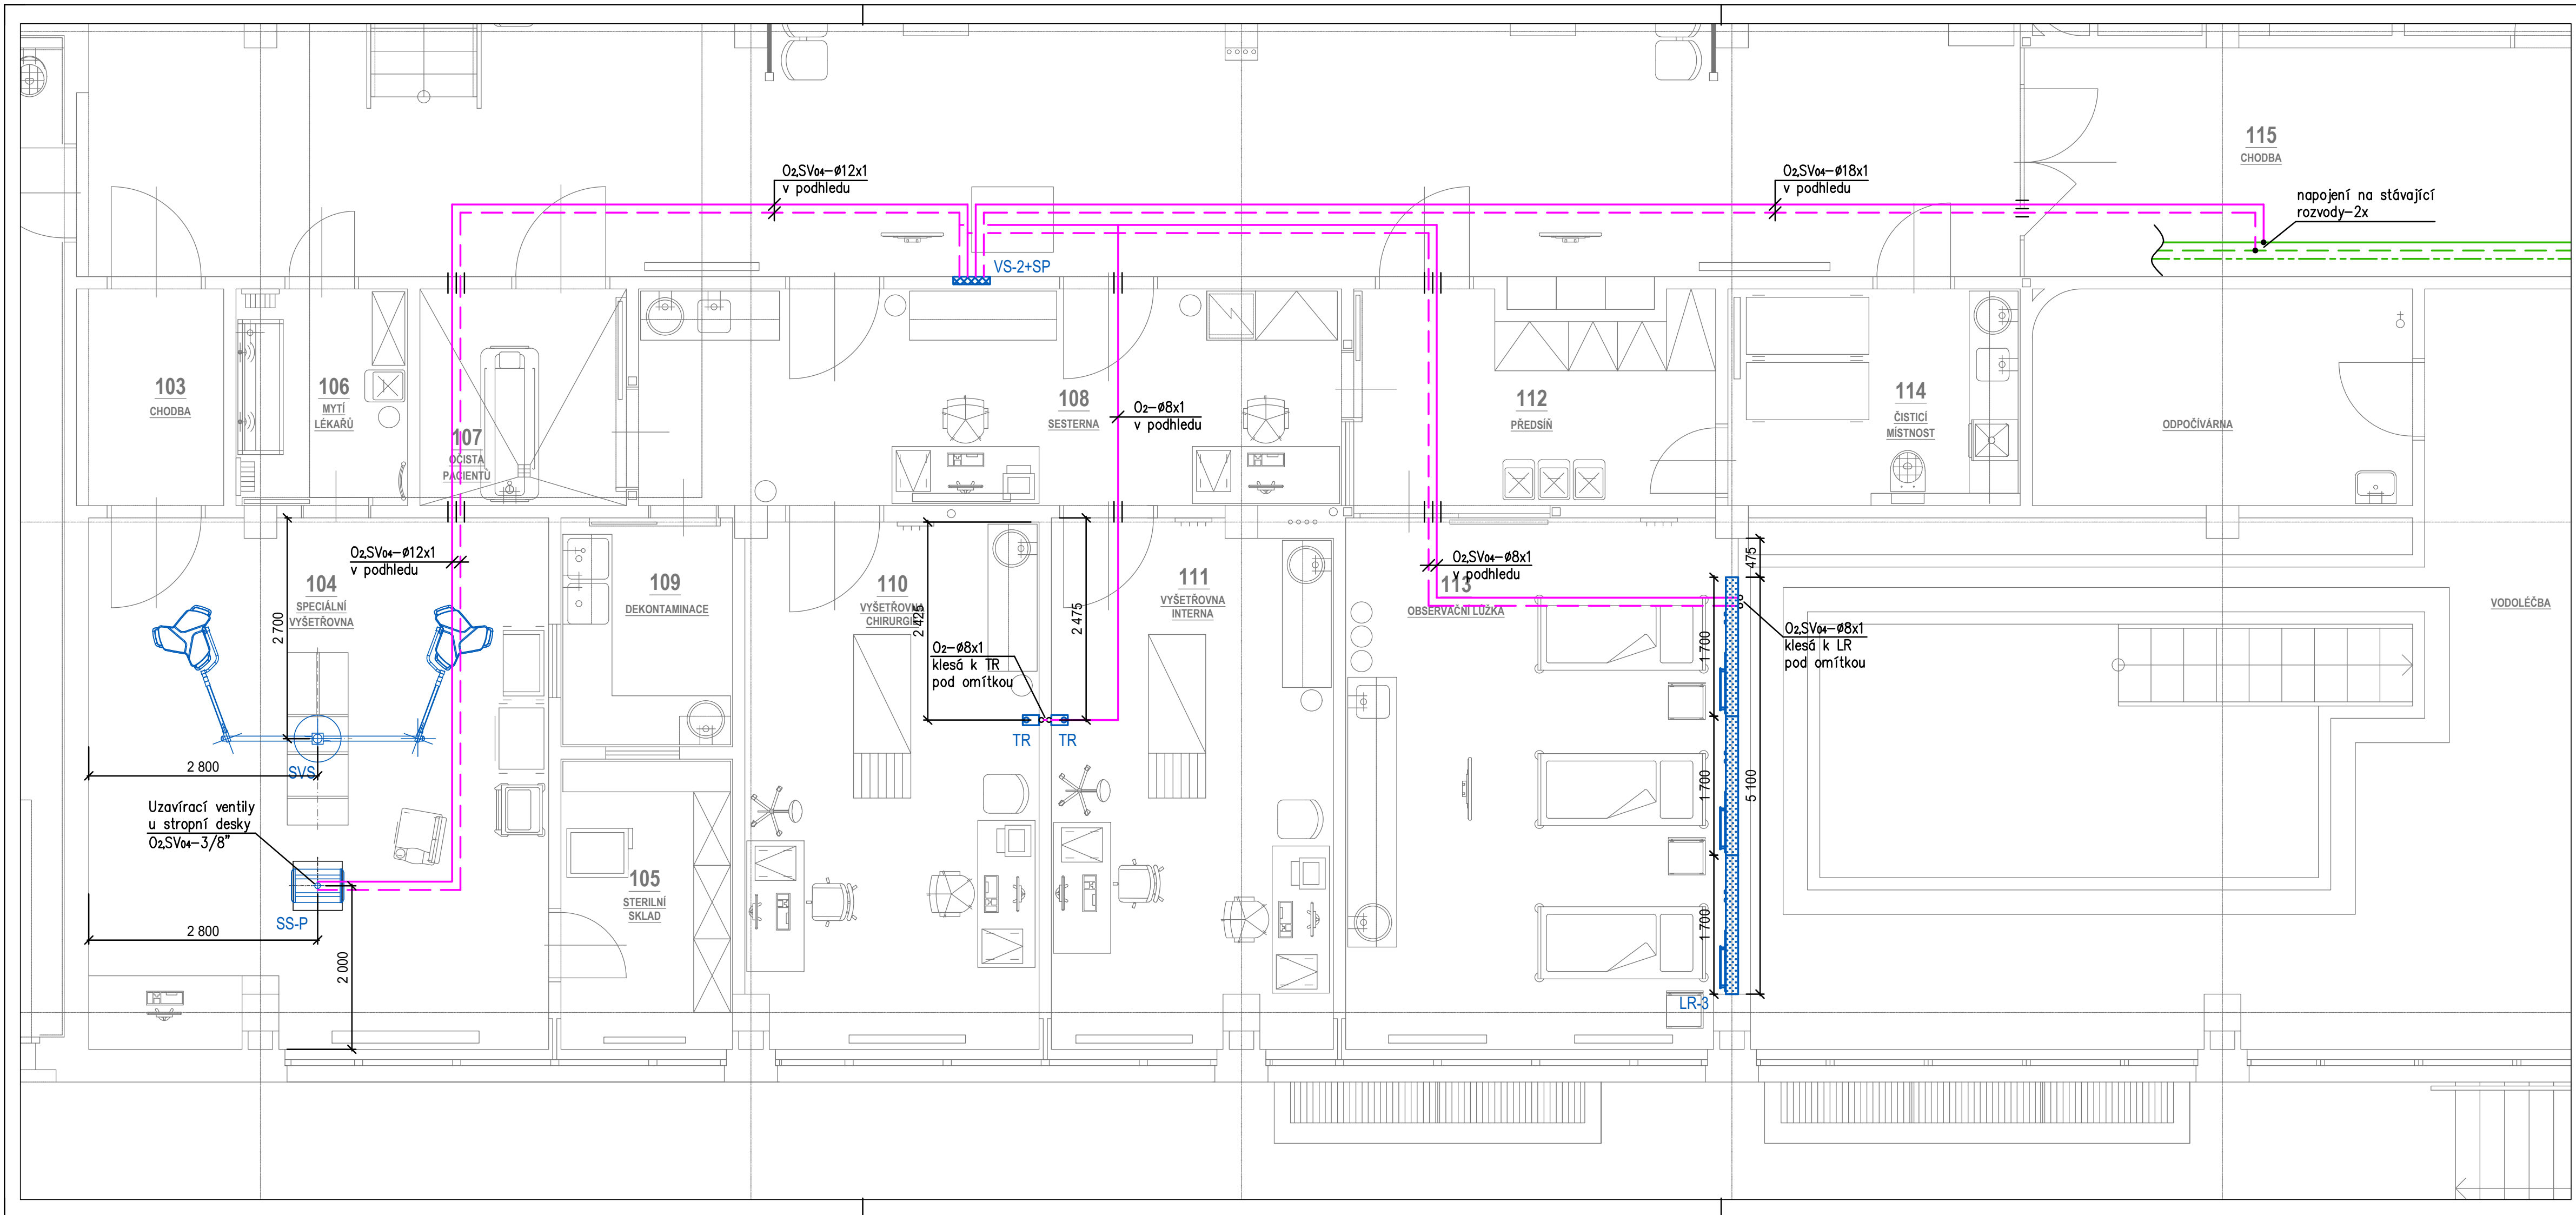 115
CHODBA
O2,SV04-Ø12x1
v podhledu
O2,SV04-Ø18x1
v podhledu
napojení na stávající
rozvody-2x
VS-2+SP
103
CHODBA
106
MYTÍ
LÉKAŘŮ
107
OČISTA
PACIENTŮ
108
SESTERNA
O2-Ø8x1
v podhledu
112
PŘEDSÍŇ
114
ČISTICÍ
MÍSTNOST
ODPOČÍVÁRNA
O2,SV04-Ø12x1
v podhledu
104
SPECIÁLNÍ
VYŠETŘOVNA
2 700
109
DEKONTAMINACE
110
VYŠETŘOVNA
CHIRURGIE
2 425
2 475
111
VYŠETŘOVNA
INTERNA
O2,SV04-Ø8x1
v podhledu
113
OBSERVAČNÍ LŮŽKA
475
VODOLÉČBA
O2-Ø8x1
klesá k TR
pod omítkou
O2,SV04-Ø8x1
klesá k LR
pod omítkou
1 700
TR
TR
2 800
SVS
1 700
5 100
Uzavírací ventily
u stropní desky
O2,SV04-3/8"
105
STERILNÍ
SKLAD
SS-P
2 800
1 700
2 000
LR-3